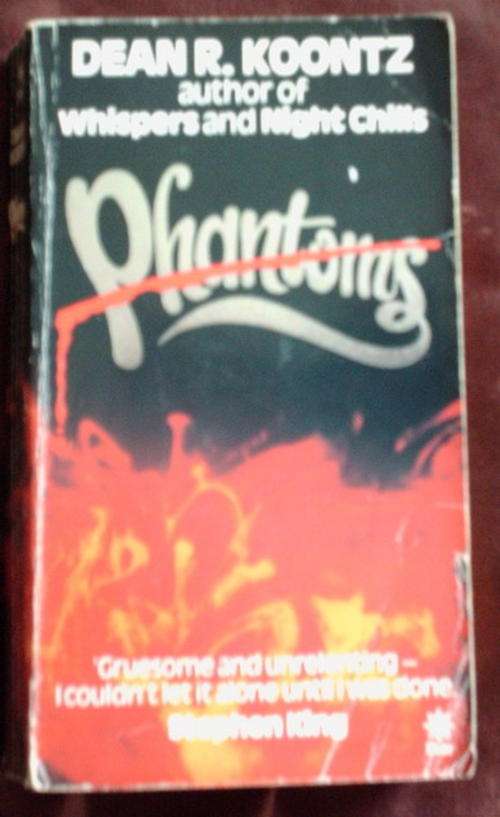 DEAN R. KOONTZ
author of
Whispers and Night Chills
Phantoms
'Gruesome and unrelenting –
I couldn't let it alone until I was done
Stephen King